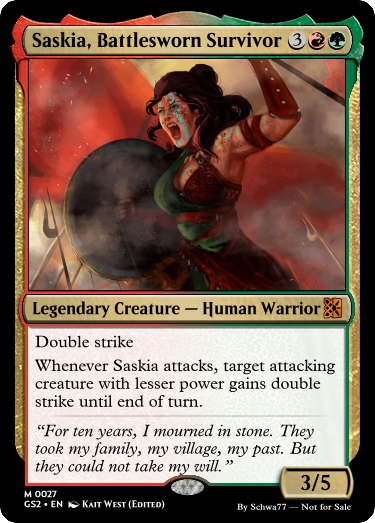 Saskia, Battlesworn Survivor 3
Legendary Creature — Human Warrior
Double strike
Whenever Saskia attacks, target attacking
creature with lesser power gains double
strike until end of turn.
“For ten years, I mourned in stone. They
took my family, my village, my past. But
they could not take my will.”
3/5
M 0027
GS2 • EN Kait West (Edited)
By Schwa77 — Not for Sale